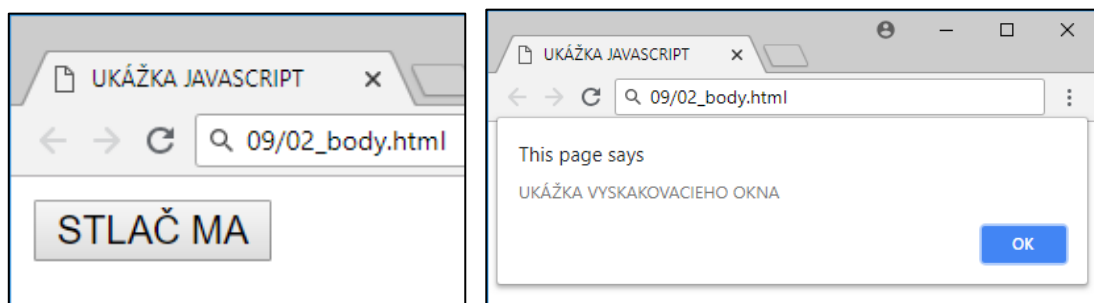 UKÁŽKA JAVASCRIPT
09/02_body.html
STLAČ MA
UKÁŽKA JAVASCRIPT
09/02_body.html
This page says
UKÁŽKA VYSKAKOVACIEHO OKNA
OK